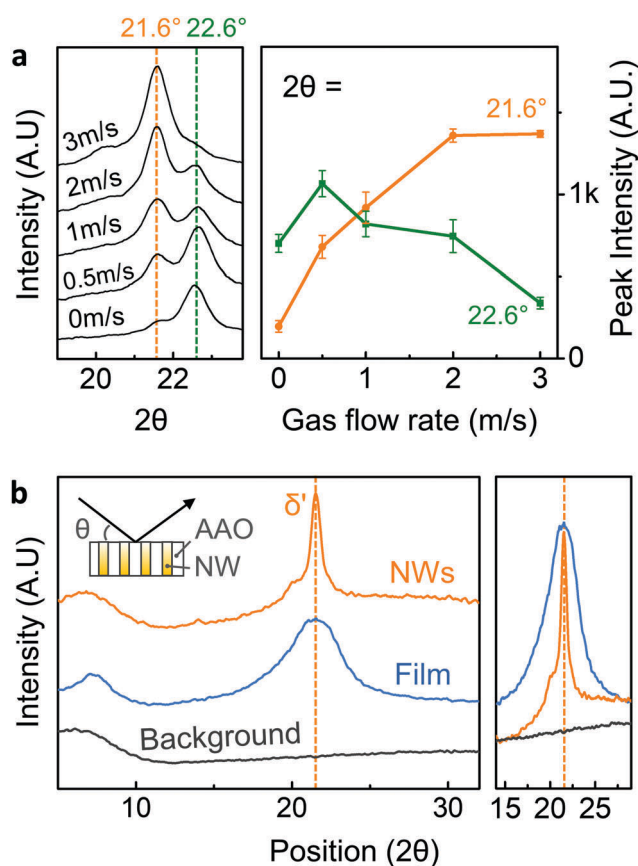 a
21.6° 22.6°
3m/s
2m/s
1m/s
0.5m/s
0m/s
Intensity (A.U)
20 22
2θ
2θ =
21.6°
22.6°
1k
0
Peak Intensity (A.U.)
0 1 2 3
Gas flow rate (m/s)
b
θ
AAO
NW
δ'
NWs
Film
Background
Intensity (A.U)
10 20 30
15 20 25
Position (2θ)